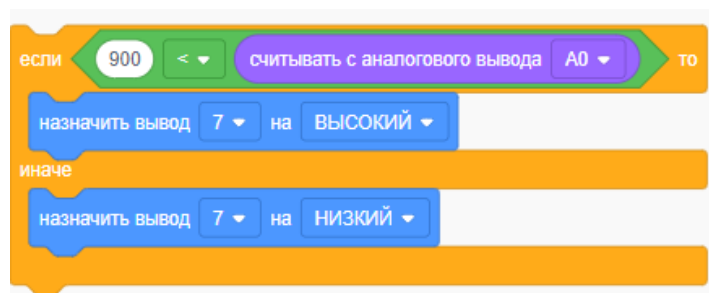 если 900 < считывать с аналогового вывода A0 то
назначить вывод 7 на ВЫСОКИЙ
иначе
назначить вывод 7 на НИЗКИЙ